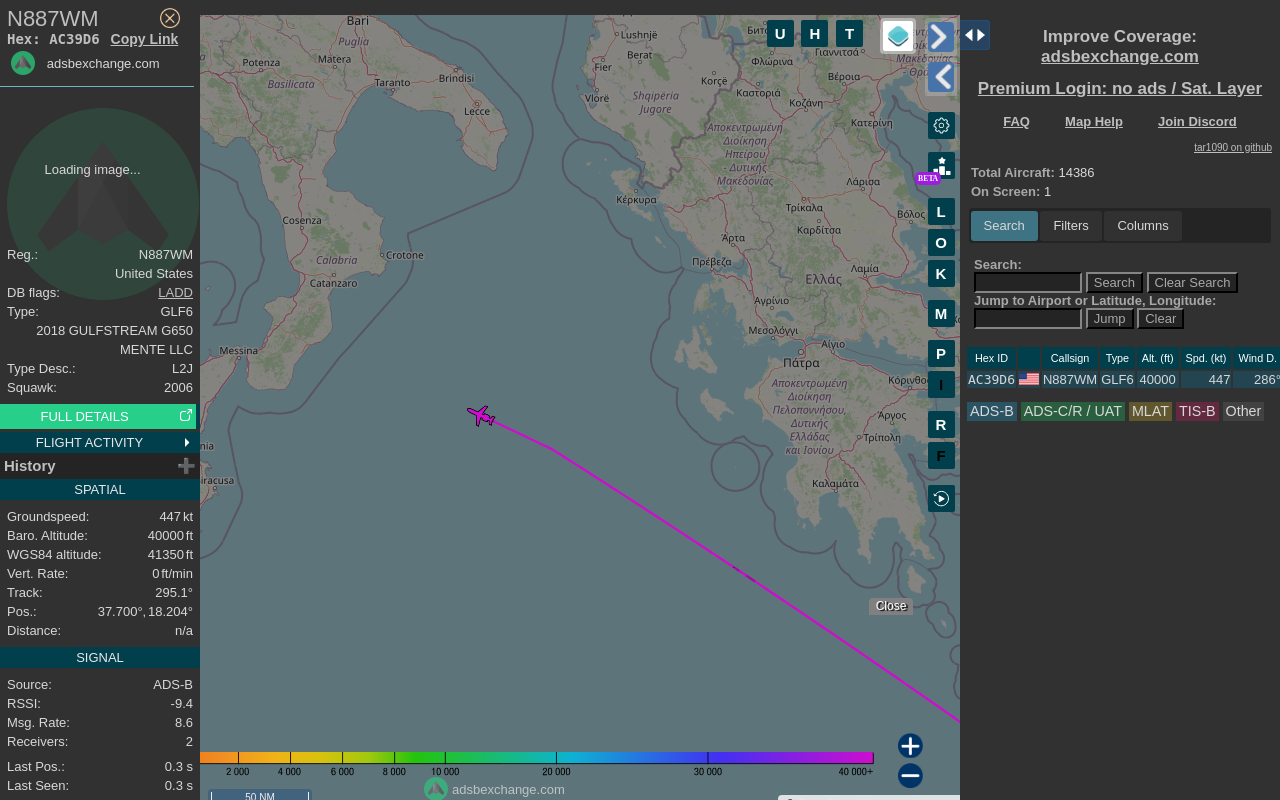 N887WM
Hex: AC39D6 Copy Link
adsbexchange.com
Loading image...
Reg.: N887WM
United States
DB flags: LADD
Type: GLF6
2018 GULFSTREAM G650
MENTE LLC
Type Desc.: L2J
Squawk: 2006
FULL DETAILS
FLIGHT ACTIVITY
History
SPATIAL
Groundspeed: 447 kt
Baro. Altitude: 40000 ft
WGS84 altitude: 41350 ft
Vert. Rate: 0 ft/min
Track: 295.1°
Pos.: 37.700°, 18.204°
Distance: n/a
SIGNAL
Source: ADS-B
RSSI: -9.4
Msg. Rate: 8.6
Receivers: 2
Last Pos.: 0.3 s
Last Seen: 0.3 s
Bari
Puglia
Potenza
Matera
Basilicata
Taranto
Brindisi
Lecce
Cosenza
Crotone
Calabria
Catanzaro
Messina
Siracusa
Lushnjë
Fier
Berat
Vlorë
Korçë
Shqipëria
Jugore
Φλώρινα
Γιαννιτσά
Καστοριά
Βέροια
Κοζάνη
Κατερίνη
Αποκεντρωμένη
Διοίκηση
Ηπείρου
- Δυτικής
Μακεδονίας
Λάρισα
Κέρκυρα
Τρίκαλα
Καρδίτσα
Βόλος
Άρτα
Πρέβεζα
Ελλάς
Λαμία
Αγρίνιο
Μεσολόγγι
Αίγιο
Πάτρα
Αποκεντρωμένη
Διοίκηση
Πελοποννήσου,
Δυτικής
Ελλάδας
και Ιονίου
Κόρινθο
Άργος
Τρίπολη
Καλαμάτα
U H T
BETA
L
O
K
M
P
I
R
F
Close
2 000 4 000 6 000 8 000 10 000 20 000 30 000 40 000+
adsbexchange.com
50 NM
Improve Coverage:
adsbexchange.com
Premium Login: no ads / Sat. Layer
FAQ Map Help Join Discord
tar1090 on github
Total Aircraft: 14386
On Screen: 1
Search Filters Columns
Search:
Search Clear Search
Jump to Airport or Latitude, Longitude:
Jump Clear
Hex ID Callsign Type Alt. (ft) Spd. (kt) Wind D.
AC39D6 N887WM GLF6 40000 447 286°
ADS-B ADS-C/R / UAT MLAT TIS-B Other